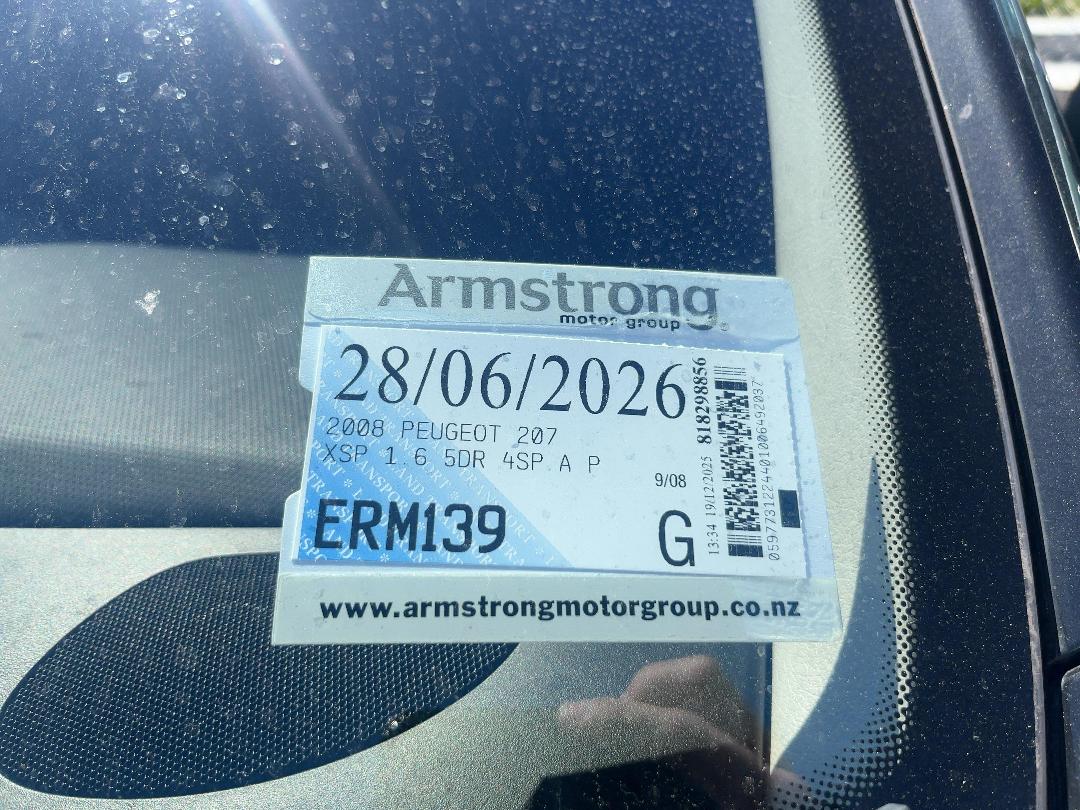 Armstrong
motor group
28/06/2026
2008 PEUGEOT 207
XSP 1.6 5DR 4SP A P
9/08
ERM139
G
13:34 19/12/2025 818298856
0597731224401006492037
www.armstrongmotorgroup.co.nz